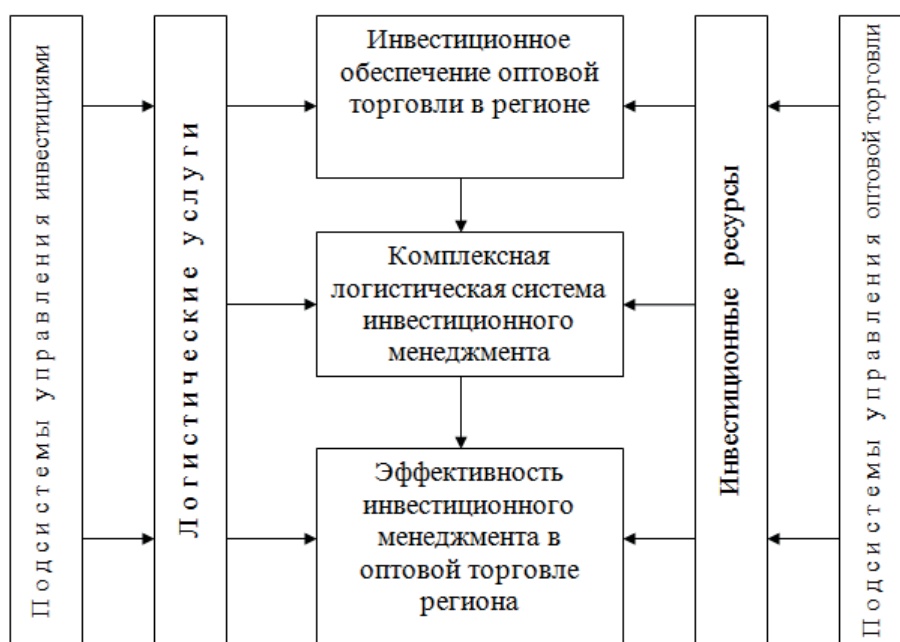 Подсистемы управления инвестициями
Логистические услуги
Инвестиционное
обеспечение оптовой
торговли в регионе
Комплексная
логистическая система
инвестиционного
менеджмента
Эффективность
инвестиционного
менеджмента в
оптовой торговле
региона
Инвестиционные ресурсы
Подсистемы управления оптовой торговли